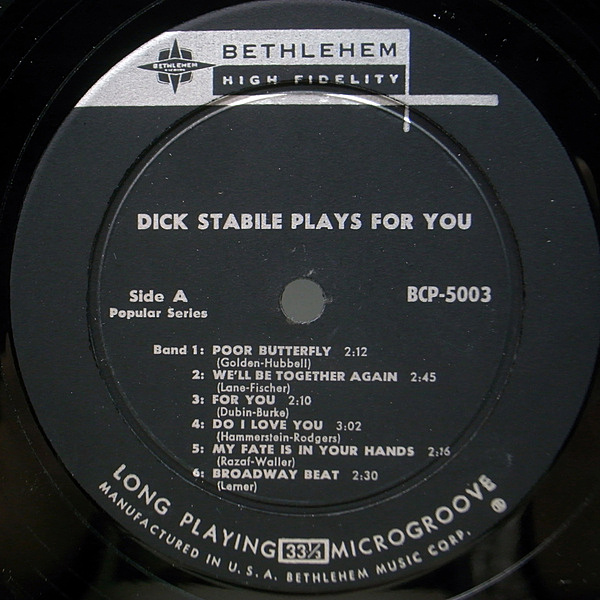 BETHLEHEM
BETHLEHEM
HIGH FIDELITY
DICK STABILE PLAYS FOR YOU
Side A
Popular Series
BCP-5003
Band 1: POOR BUTTERFLY 2:12
(Golden-Hubbell)
2: WE'LL BE TOGETHER AGAIN 2:45
(Lane-Fischer)
3: FOR YOU 2:10
(Dubin-Burke)
4: DO I LOVE YOU 3:02
(Hammerstein-Rodgers)
5: MY FATE IS IN YOUR HANDS 2:16
(Razaf-Waller)
6: BROADWAY BEAT 2:30
(Lerner)
LONG PLAYING 33⅓ MICROGROOVE
MANUFACTURED IN U.S.A. BETHLEHEM MUSIC CORP.